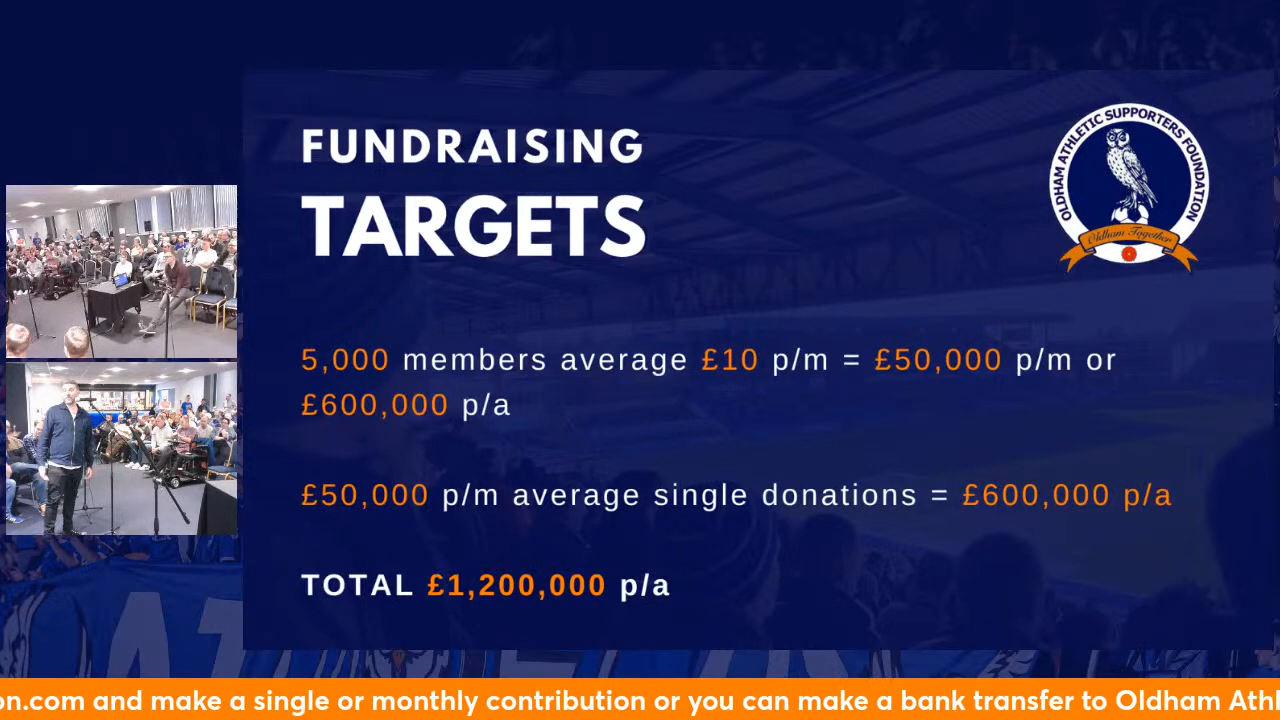 FUNDRAISING
TARGETS
OLDHAM ATHLETIC SUPPORTERS FOUNDATION
Oldham Together
5,000 members average £10 p/m = £50,000 p/m or
£600,000 p/a
£50,000 p/m average single donations = £600,000 p/a
TOTAL £1,200,000 p/a
on.com and make a single or monthly contribution or you can make a bank transfer to Oldham Athl